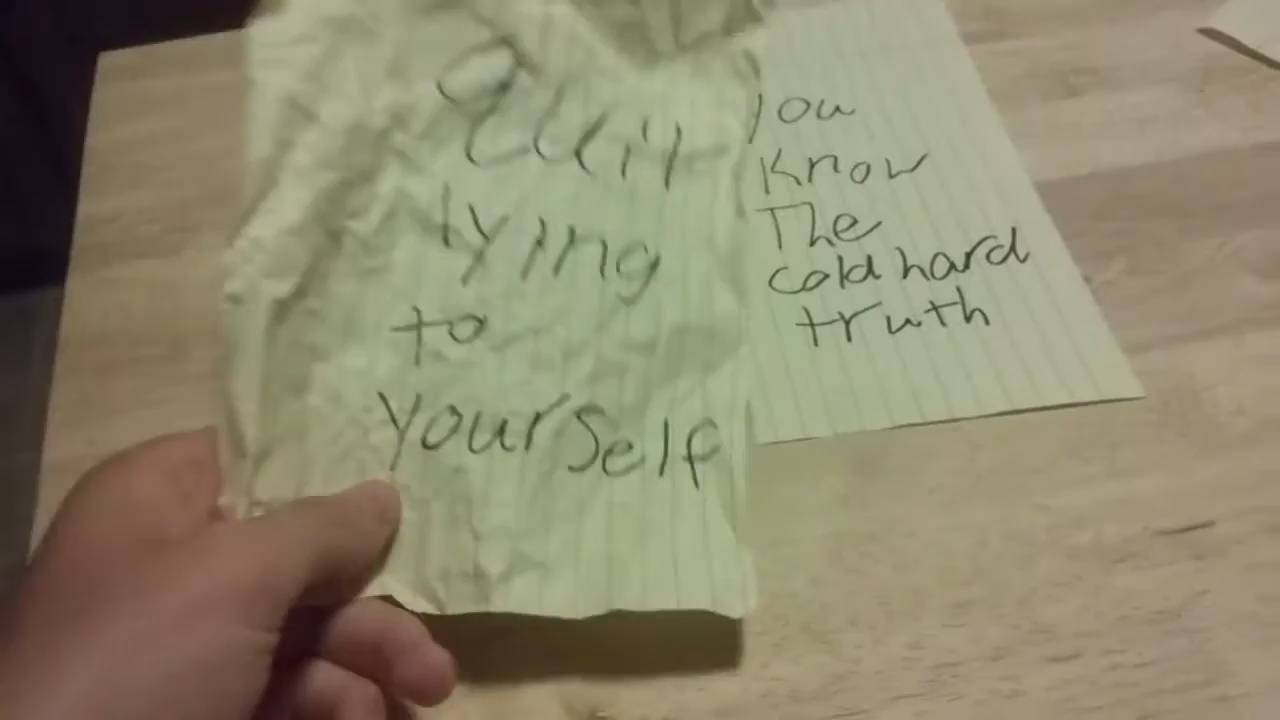 Quit
lying
to
yourself
You
Know
The
cold hard
truth